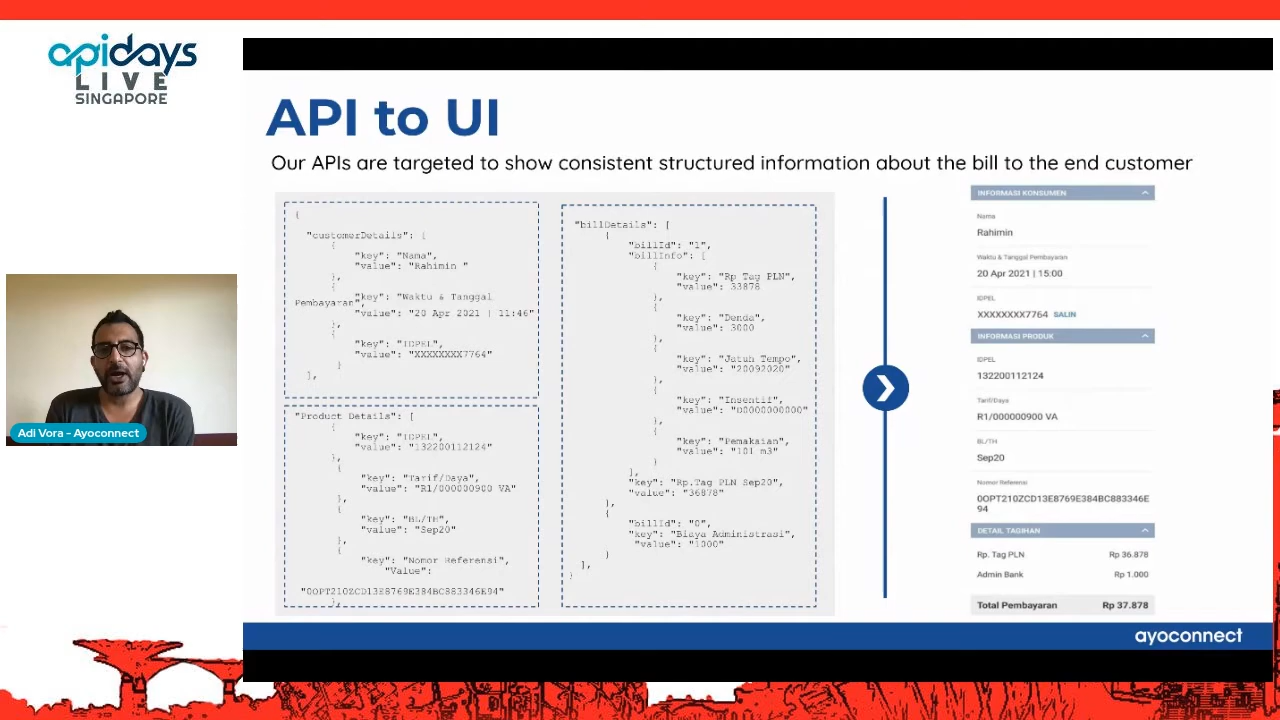 apidays
LIVE
SINGAPORE
Adi Vora - Ayoconnect
API to UI
Our APIs are targeted to show consistent structured information about the bill to the end customer
{
"customerDetails": [
{
"key": "Nama",
"value": "Rahimin "
},
{
"key": "Waktu & Tanggal
Pembayaran"
"value": "20 Apr 2021 | 11:46"
},
{
"key": "IDPEL"
"value": "XXXXXXXX7764"
}
],
"Product Details": [
{
"key": "IDPEL",
"value": "132200112124"
},
{
"key": "Tarif/Daya",
"value": "R1/000000900 VA"
},
{
"key": "BL/TH",
"value": "Sep20"
},
{
"key": "Nomor Referensi",
"Value":
"0OPT210ZCD13E8769E384BC883346E94"
},
"billDetails": [
{
"billId": "1",
"billInfo": [
{
"key": "Rp Tag PLN",
"value": 33878
},
{
"key": "Denda",
"value": 3000
},
{
"key": "Jatuh Tempo",
"value": "20092020"
},
{
"key": "Insentif",
"value": "D0000000000"
},
{
"key": "Pemakaian",
"value": "101 m3"
}
],
"key": "Rp.Tag PLN Sep20",
"value": "36878"
},
{
"billId": "0",
"key": "Biaya Administrasi",
"value": "1000"
}
],
}
INFORMASI KONSUMEN
Nama
Rahimin
Waktu & Tanggal Pembayaran
20 Apr 2021 | 15:00
IDPEL
XXXXXXXX7764 SALIN
INFORMASI PRODUK
IDPEL
132200112124
Tarif/Daya
R1/000000900 VA
BL/TH
Sep20
Nomor Referensi
0OPT210ZCD13E8769E384BC883346E
94
DETAIL TAGIHAN
Rp. Tag PLN Rp 36.878
Admin Bank Rp 1.000
Total Pembayaran Rp 37.878
ayoconnect